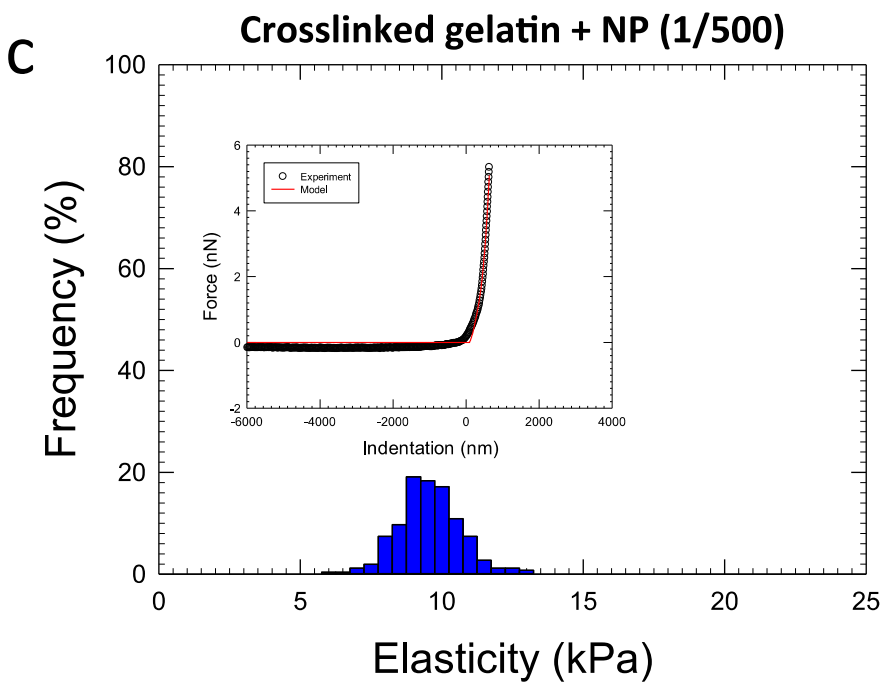 Crosslinked gelatin + NP (1/500)
C
100
80
60
40
20
0
Frequency (%)
0 5 10 15 20 25
Elasticity (kPa)
6
4
2
0
-2
Force (nN)
Experiment
Model
-6000 -4000 -2000 0 2000 4000
Indentation (nm)